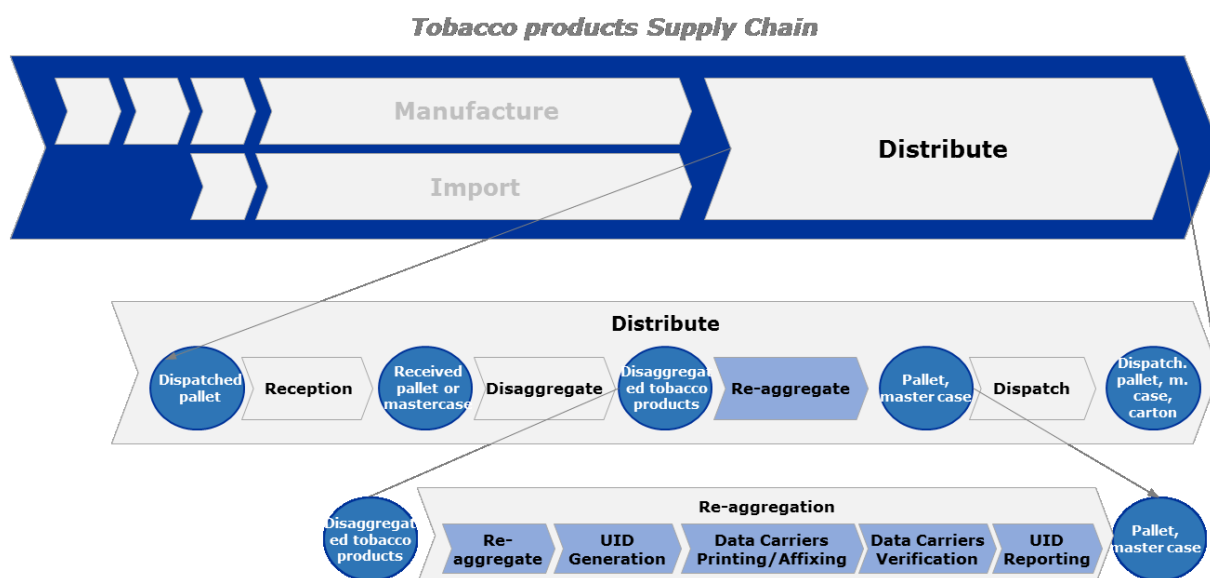 Tobacco products Supply Chain
Manufacture
Import
Distribute
Distribute
Dispatched
pallet
Reception
Received
pallet or
mastercase
Disaggregate
Disaggregat
ed tobacco
products
Re-aggregate
Pallet,
master case
Dispatch
Dispatch.
pallet, m.
case,
carton
Re-aggregation
Disaggregat
ed tobacco
products
Re-
aggregate
UID
Generation
Data Carriers
Printing/Affixing
Data Carriers
Verification
UID
Reporting
Pallet,
master case